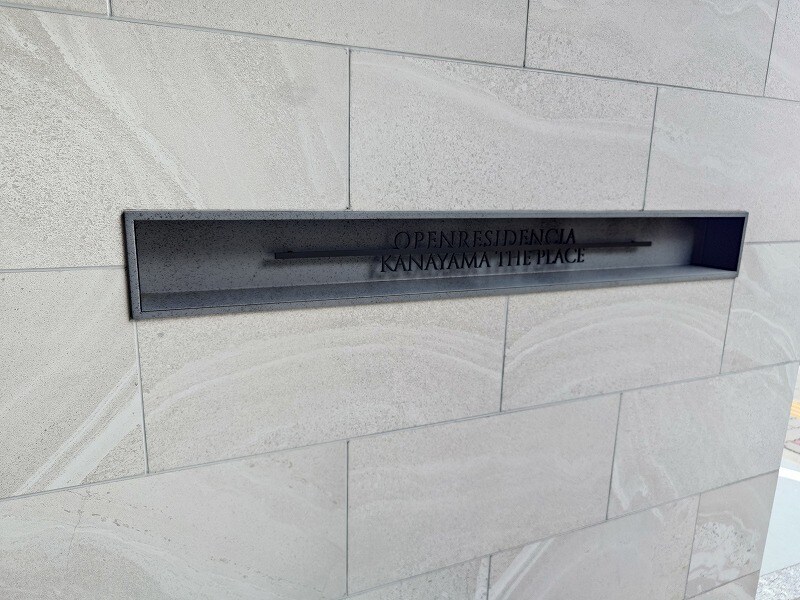 OPENRESIDENCIA
KANAYAMA THE PLACE